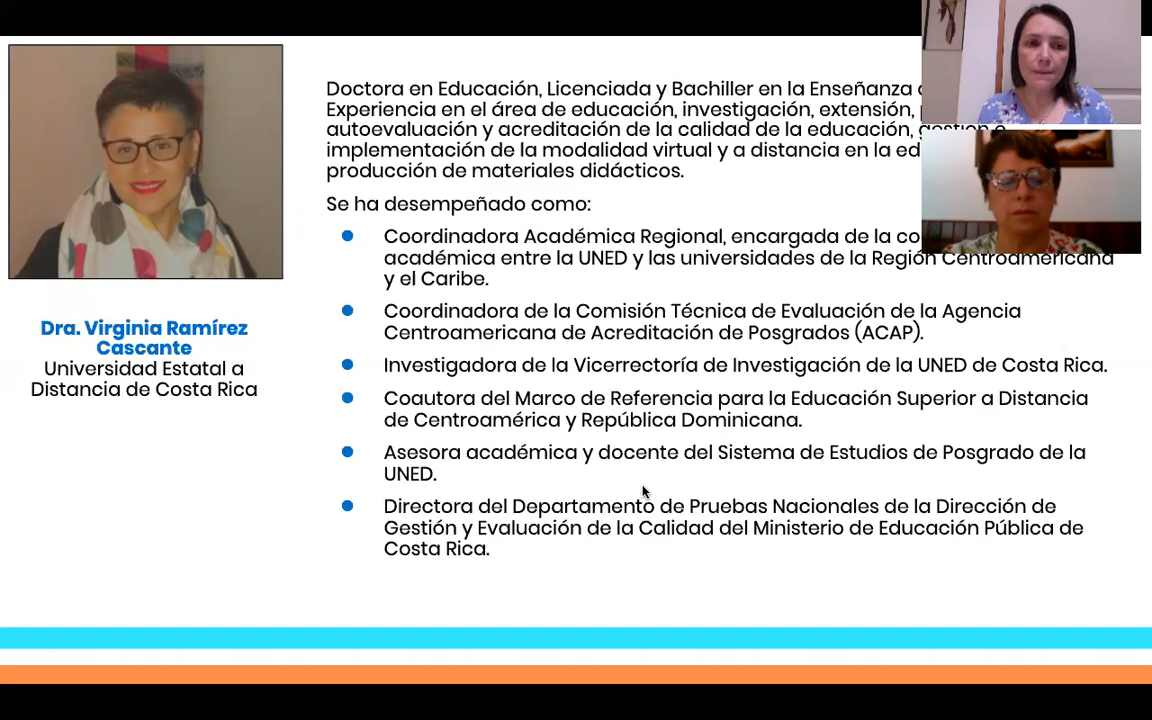 Doctora en Educación, Licenciada y Bachiller en la Enseñanza
Experiencia en el área de educación, investigación, extensión,
autoevaluación y acreditación de la calidad de la educación, gestión e
implementación de la modalidad virtual y a distancia en la
producción de materiales didácticos.
Se ha desempeñado como:
Coordinadora Académica Regional, encargada de la
académica entre la UNED y las universidades de la Región Centroamericana
y el Caribe.
Coordinadora de la Comisión Técnica de Evaluación de la Agencia
Centroamericana de Acreditación de Posgrados (ACAP).
Investigadora de la Vicerrectoría de Investigación de la UNED de Costa Rica.
Coautora del Marco de Referencia para la Educación Superior a Distancia
de Centroamérica y República Dominicana.
Asesora académica y docente del Sistema de Estudios de Posgrado de la
UNED.
Directora del Departamento de Pruebas Nacionales de la Dirección de
Gestión y Evaluación de la Calidad del Ministerio de Educación Pública de
Costa Rica.
Dra. Virginia Ramírez
Cascante
Universidad Estatal a
Distancia de Costa Rica